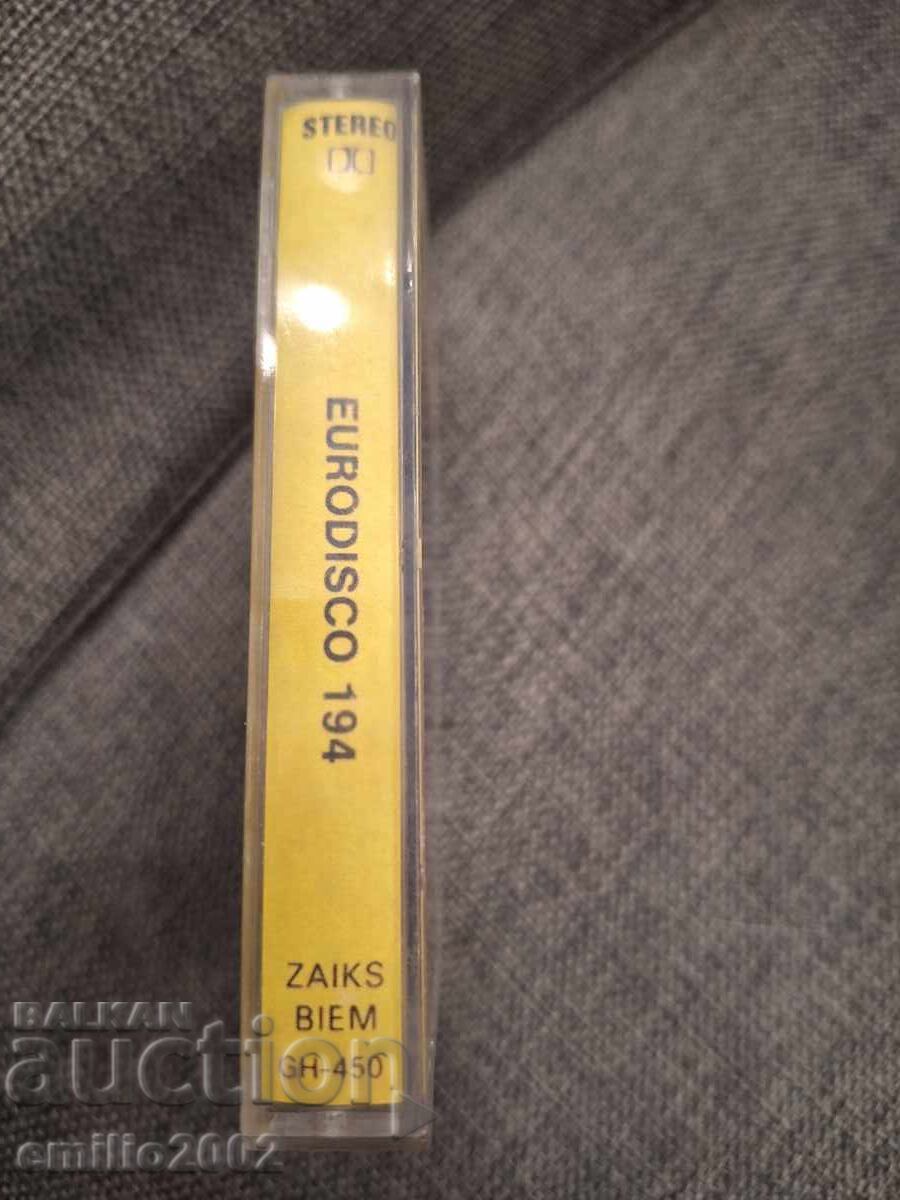 STEREO
EURODISCO 194
ZAIKS
BIEM
GH-450
BALKAN
auction
emilio2002